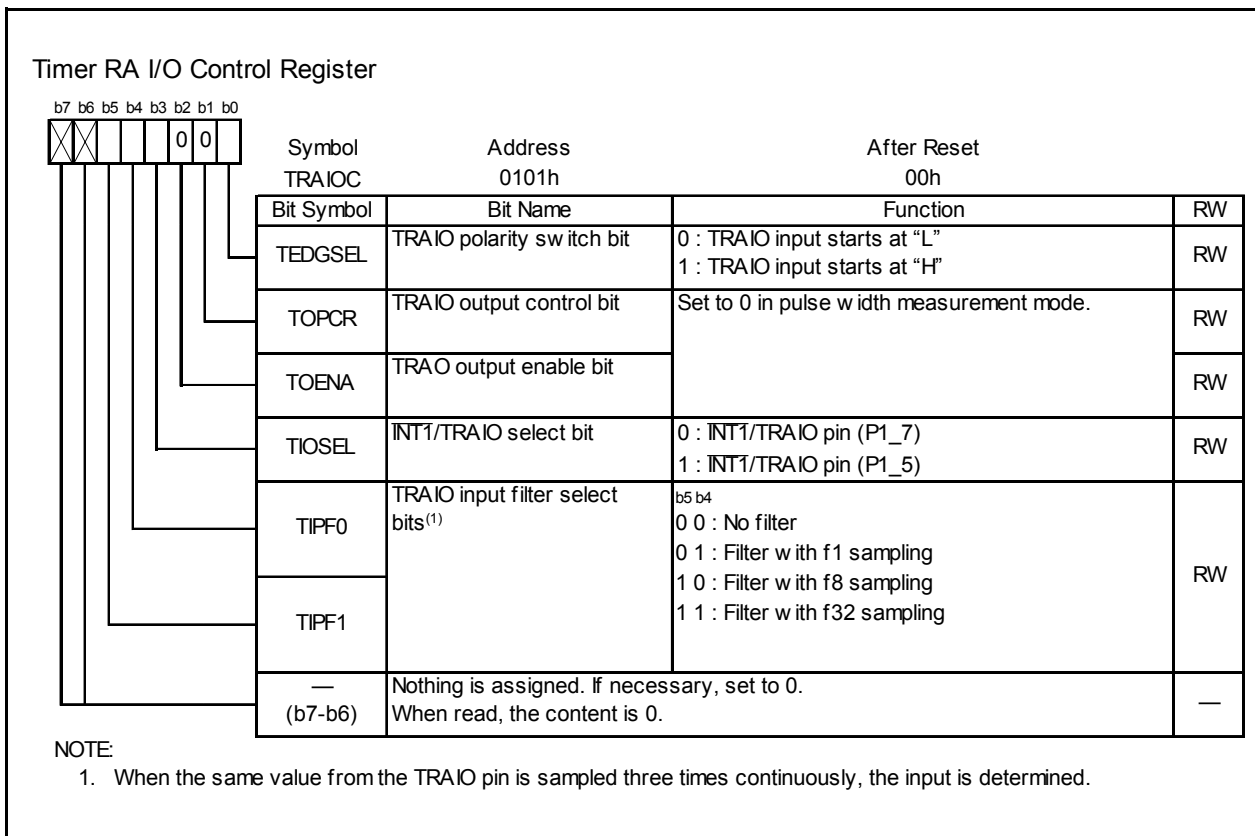 Timer RA I/O Control Register
b7 b6 b5 b4 b3 b2 b1 b0
0 0
Symbol Address After Reset
TRAIOC 0101h 00h
Bit Symbol Bit Name Function RW
TEDGSEL TRAIO polarity switch bit 0 : TRAIO input starts at “L” RW
1 : TRAIO input starts at “H”
TOPCR TRAIO output control bit Set to 0 in pulse width measurement mode. RW
TOENA TRAO output enable bit RW
TIOSEL INT1/TRAIO select bit 0 : INT1/TRAIO pin (P1_7) RW
1 : INT1/TRAIO pin (P1_5)
TIPF0 TRAIO input filter select bits(1) b5 b4
0 0 : No filter
0 1 : Filter with f1 sampling
1 0 : Filter with f8 sampling RW
TIPF1 1 1 : Filter with f32 sampling
— Nothing is assigned. If necessary, set to 0. —
(b7-b6) When read, the content is 0.
NOTE:
1. When the same value from the TRAIO pin is sampled three times continuously, the input is determined.